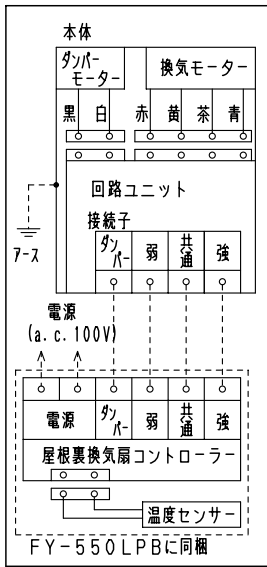 本体
ダンパー
モーター
換気モーター
黒 白 赤 黄 茶 青
回路ユニット
アース
接続子
ダンパー 弱 共通 強
電源
(a.c.100V)
電源 ダンパー 弱 共通 強
屋根裏換気扇コントローラー
温度センサー
FY-550LPBに同梱